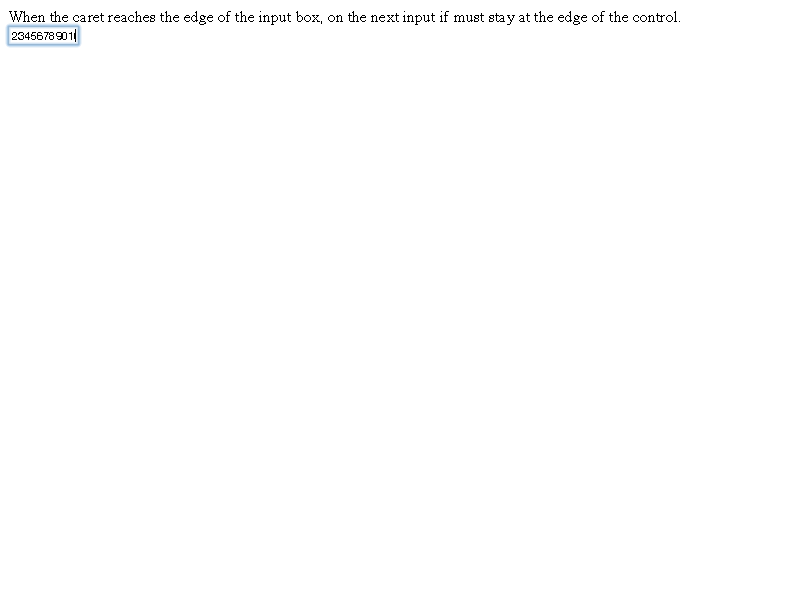 When the caret reaches the edge of the input box, on the next input if must stay at the edge of the control.
2345678901